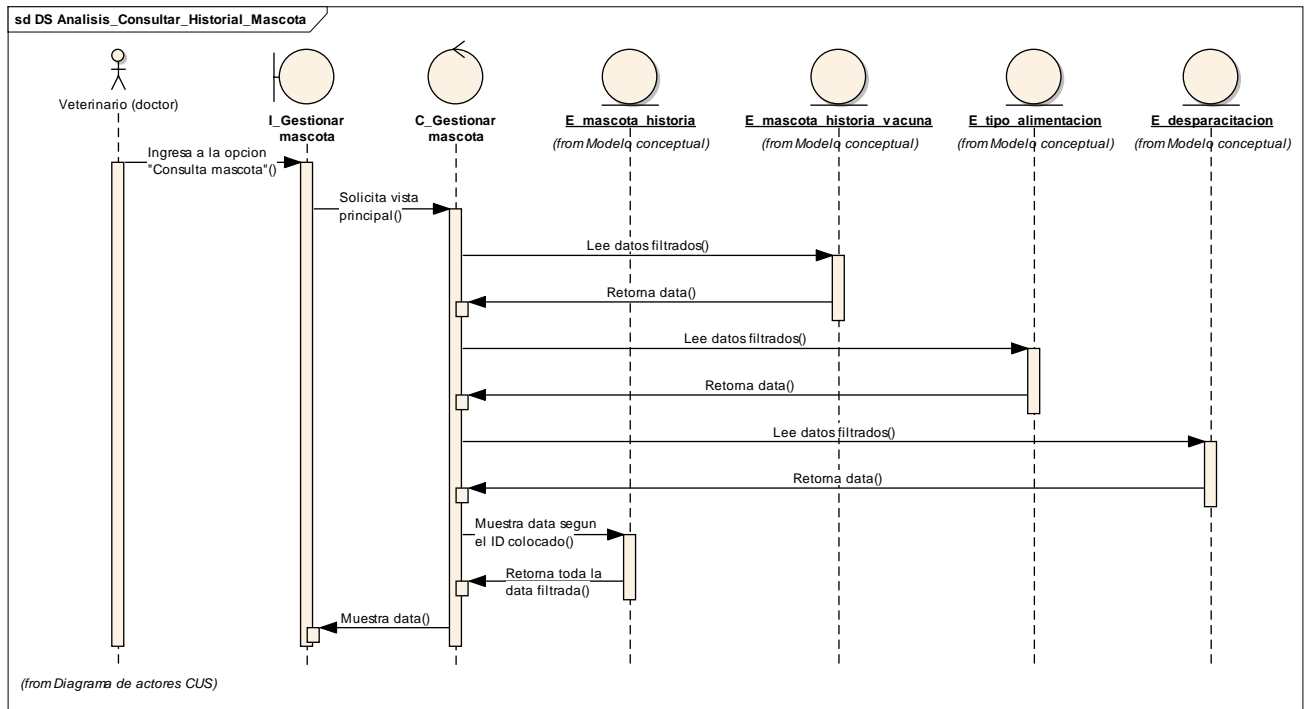 sd DS Analisis_Consultar_Historial_Mascota
Veterinario (doctor)
I_Gestionar
mascota
C_Gestionar
mascota
E_mascota_historia
(from Modelo conceptual)
E_mascota_historia_vacuna
(from Modelo conceptual)
E_tipo_alimentacion
(from Modelo conceptual)
E_desparacitacion
(from Modelo conceptual)
Ingresa a la opcion
"Consulta mascota"()
Solicita vista
principal()
Lee datos filtrados()
Retorna data()
Lee datos filtrados()
Retorna data()
Lee datos filtrados()
Retorna data()
Muestra data segun
el ID colocado()
Retorna toda la
data filtrada()
Muestra data()
(from Diagrama de actores CUS)